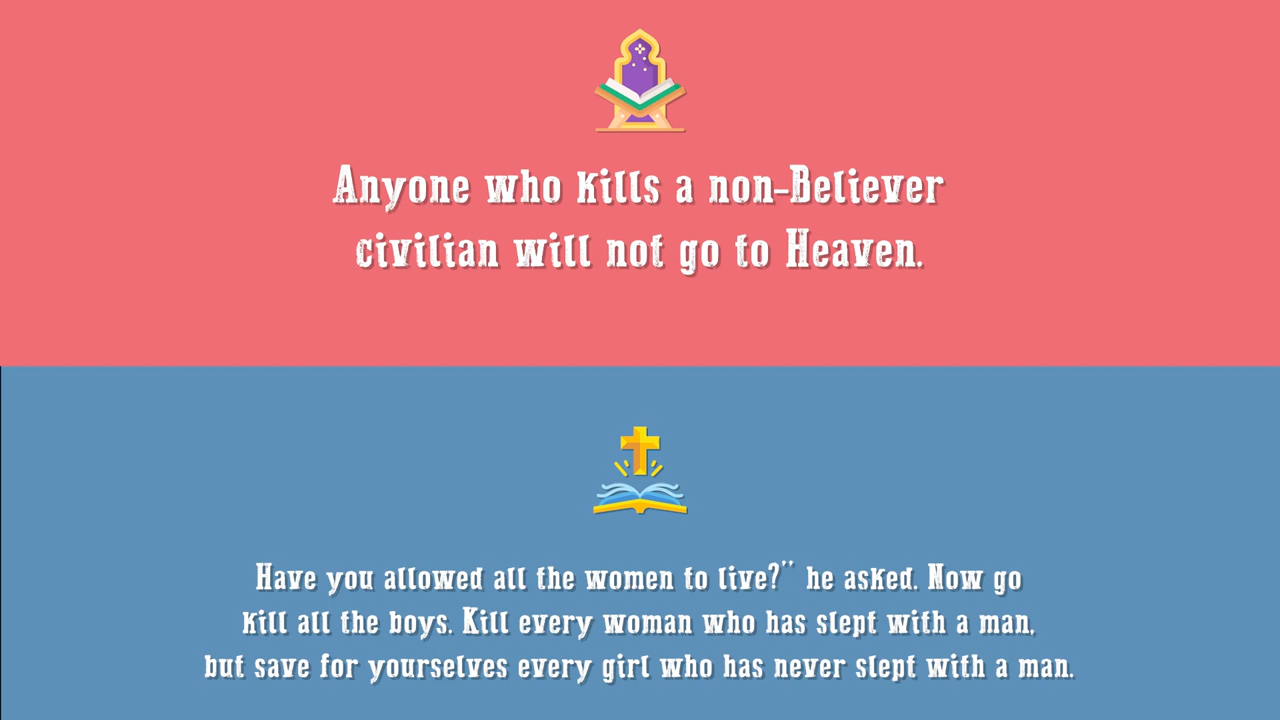 Anyone who kills a non-Believer
civilian will not go to Heaven.
Have you allowed all the women to live?" he asked. Now go
kill all the boys. Kill every woman who has slept with a man,
but save for yourselves every girl who has never slept with a man.